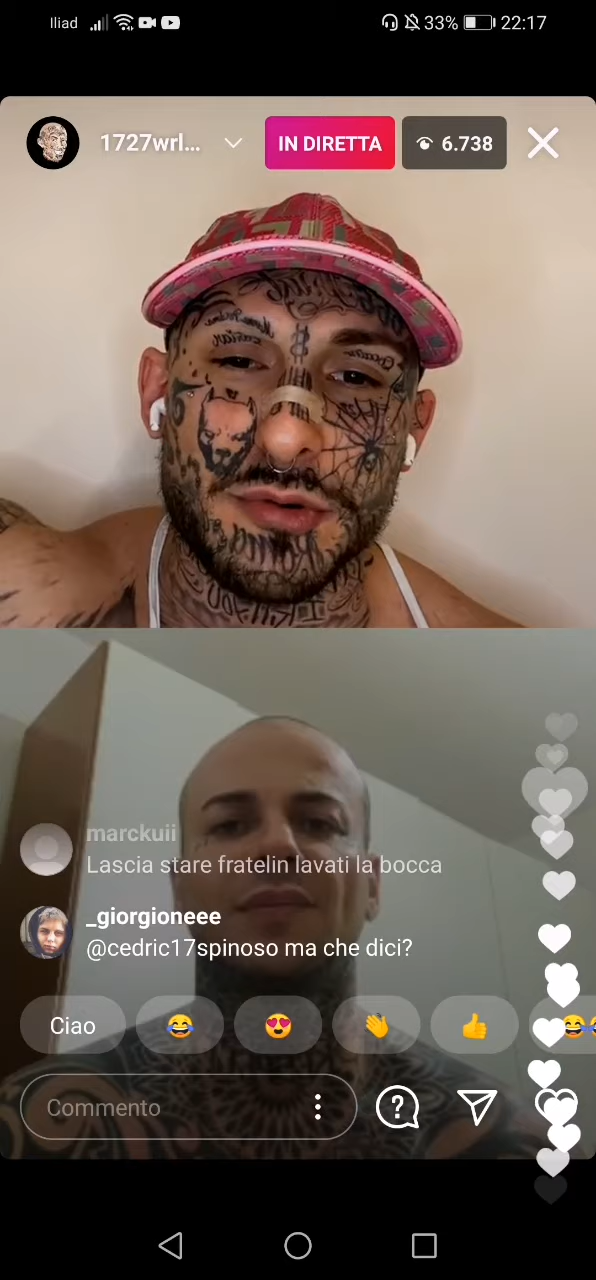 Iliad 33% 22:17
1727wrl... IN DIRETTA 6.738
marckuii
Lascia stare fratelin lavati la bocca
_giorgioneee
@cedric17spinoso ma che dici?
Ciao
Commento